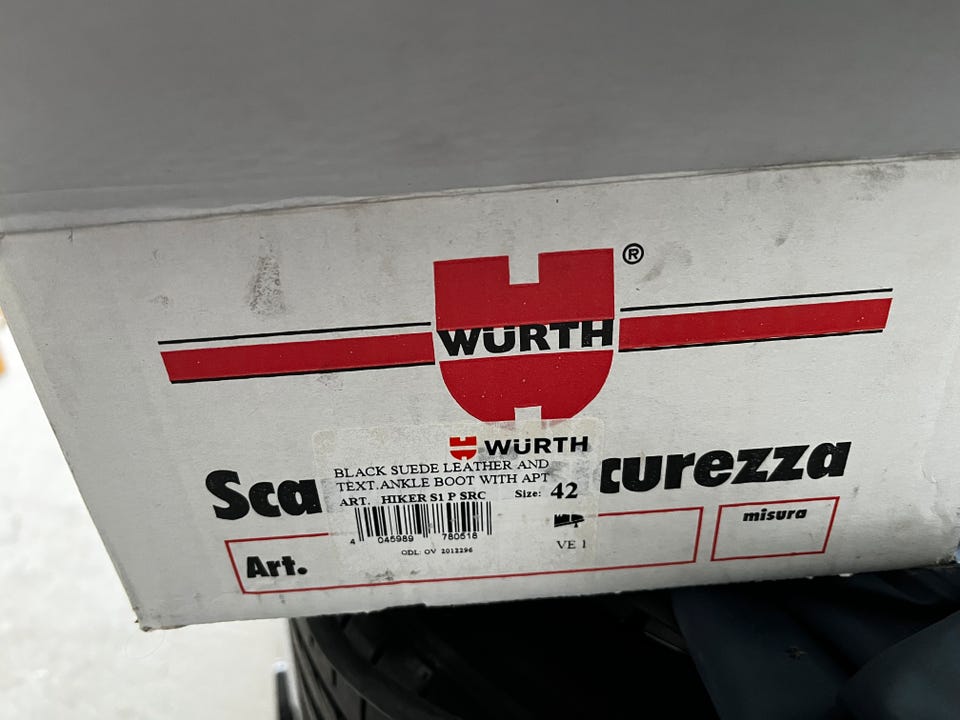 ®
WÜRTH
WÜRTH
BLACK SUEDE LEATHER AND
TEXT.ANKLE BOOT WITH APT
ART. HIKER S1 P SRC Size: 42
4 045989 780518
ODL: OV 2012296
VE 1
Sca curezza
Art.
misura